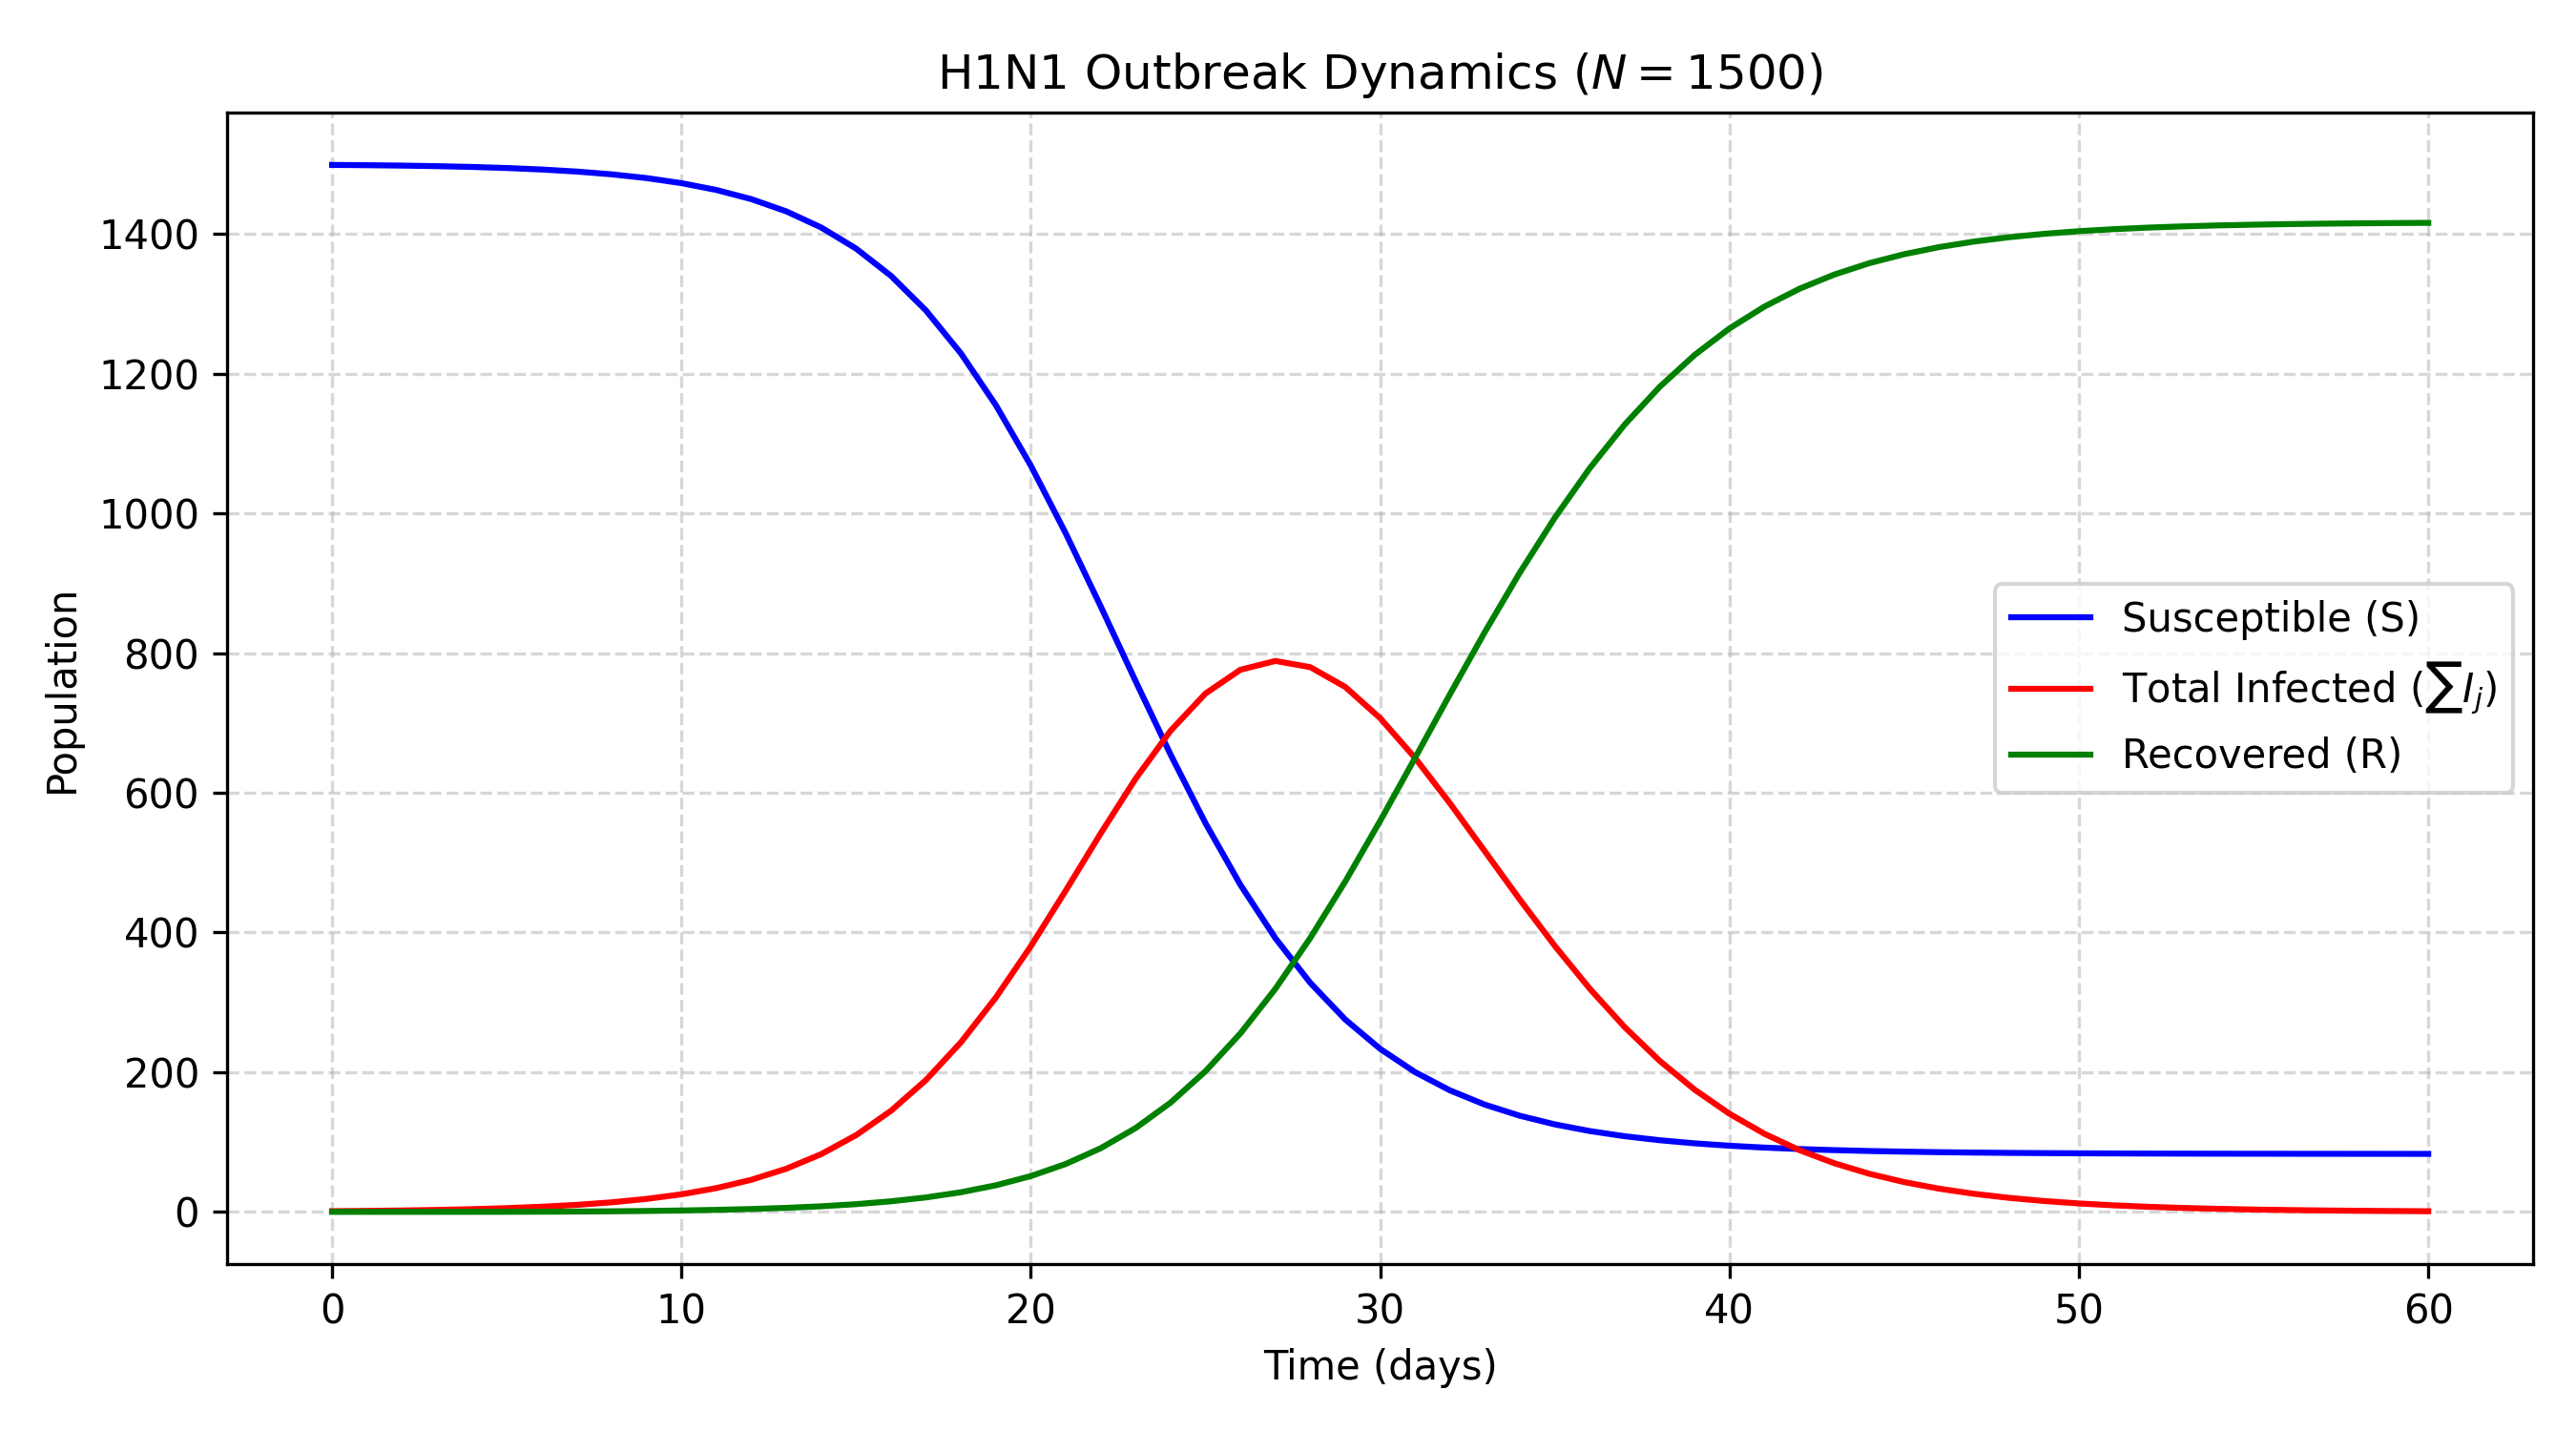 H1N1 Outbreak Dynamics (N = 1500)
Population
1400
1200
1000
800
600
400
200
0
Susceptible (S)
Total Infected (∑I_j)
Recovered (R)
0 10 20 30 40 50 60
Time (days)